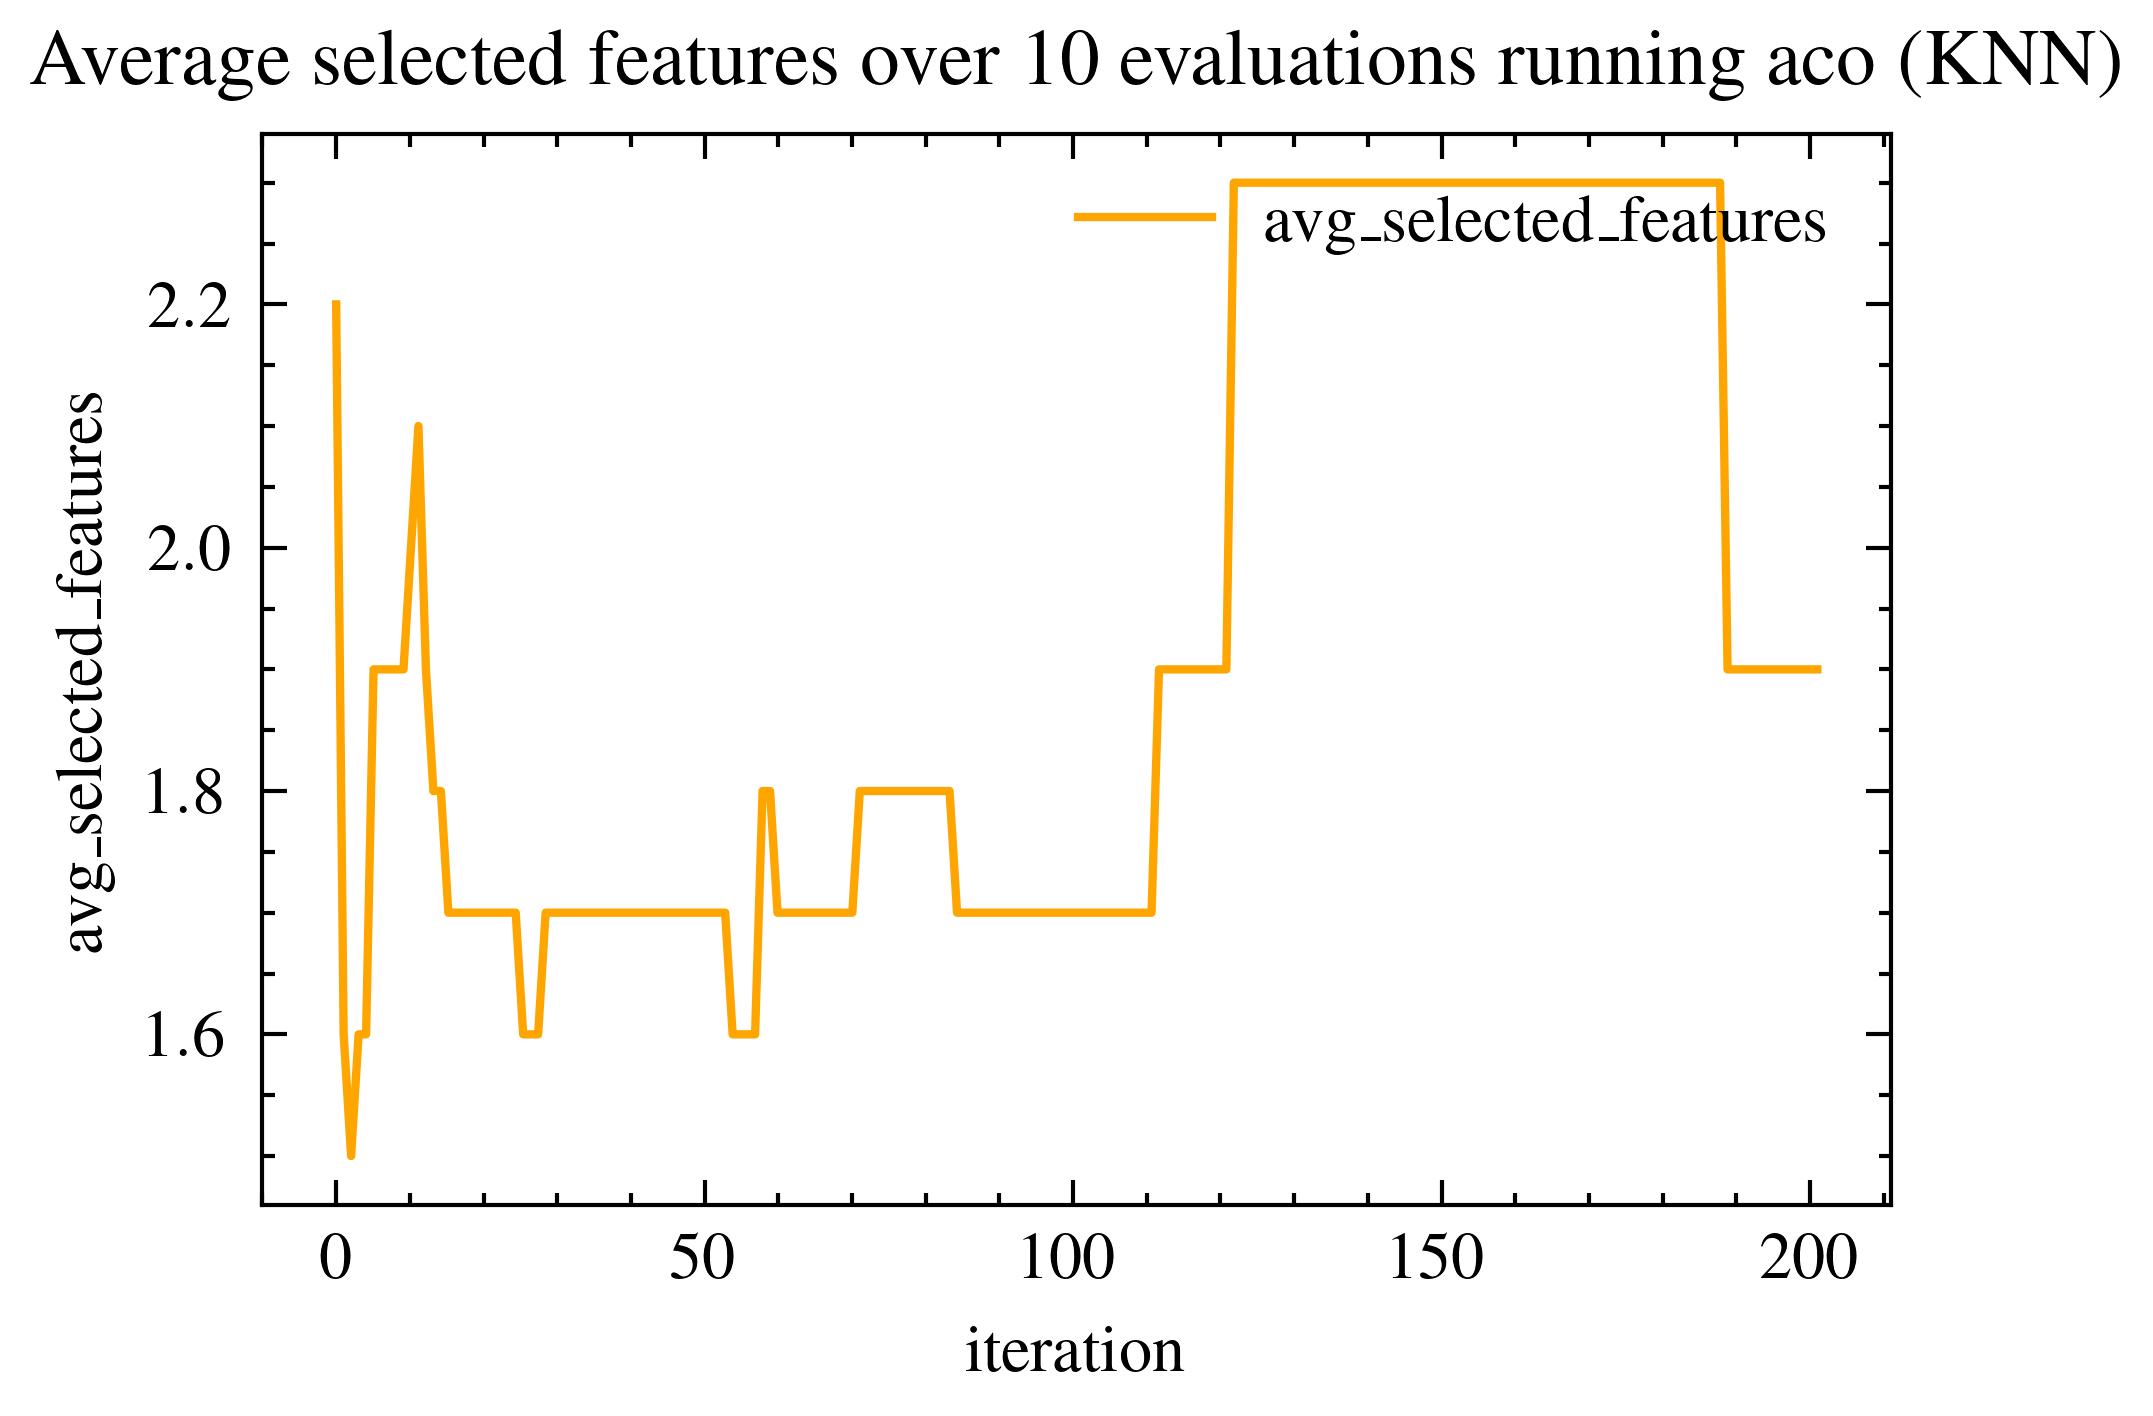 Average selected features over 10 evaluations running aco (KNN)
avg_selected_features
2.2
2.0
1.8
1.6
avg_selected_features
0 50 100 150 200
iteration